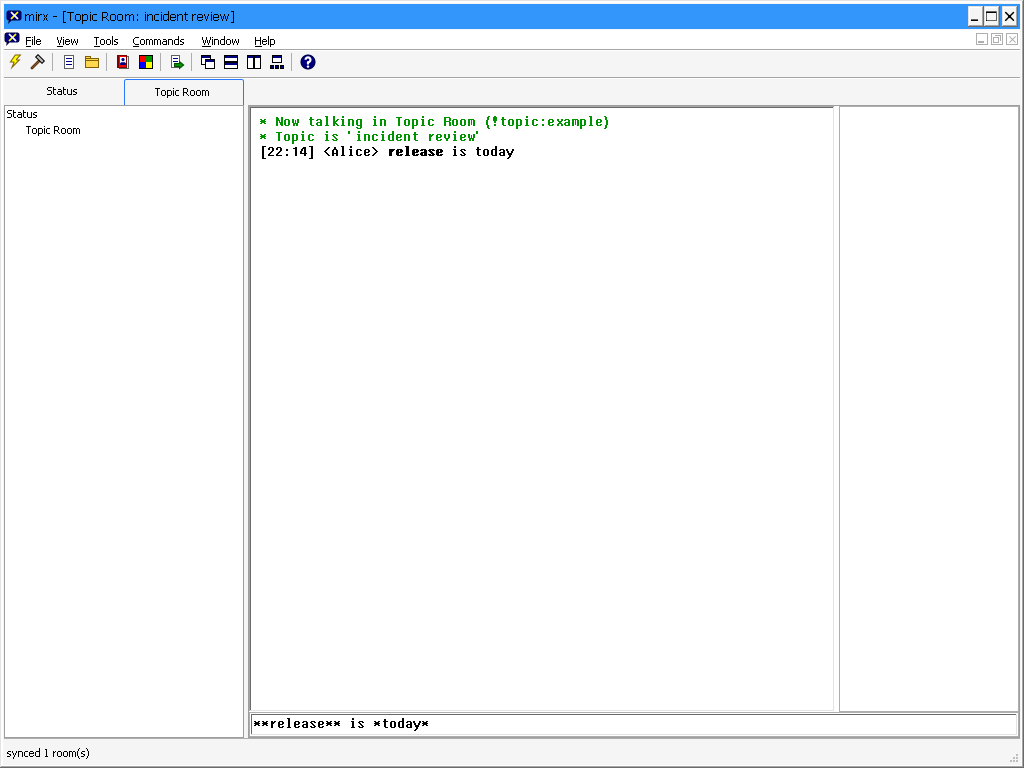 mirx - [Topic Room: incident review]
File View Tools Commands Window Help
Status Topic Room
Status
Topic Room
* Now talking in Topic Room (!topic:example)
* Topic is 'incident review'
[22:14] <Alice> release is today
**release** is *today*
synced 1 room(s)